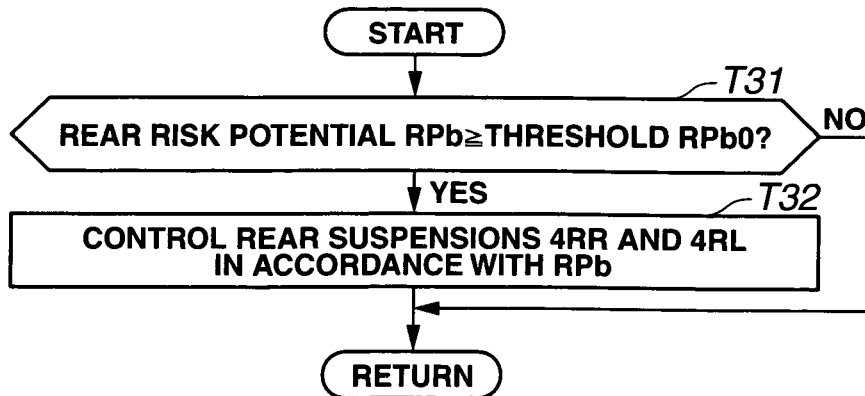 START
T31
REAR RISK POTENTIAL RPb≧THRESHOLD RPb0?
NO
YES
T32
CONTROL REAR SUSPENSIONS 4RR AND 4RL
IN ACCORDANCE WITH RPb
RETURN